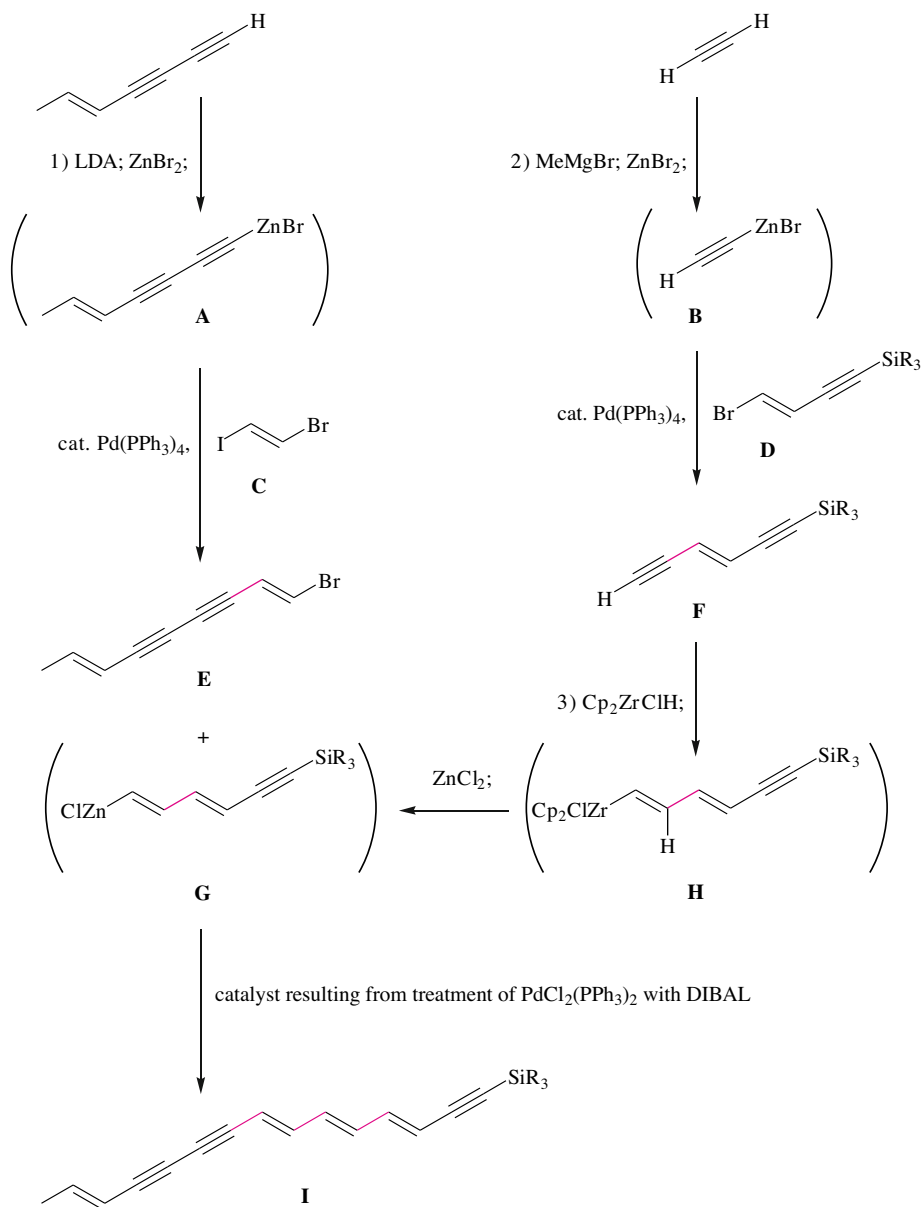 H
H
H
1) LDA; ZnBr2;
2) MeMgBr; ZnBr2;
ZnBr
ZnBr
H
A
B
SiR3
Br
cat. Pd(PPh3)4,
I
Br
cat. Pd(PPh3)4,
D
C
SiR3
Br
H
F
E
3) Cp2ZrClH;
+
SiR3
ZnCl2;
SiR3
ClZn
Cp2ClZr
H
G
H
catalyst resulting from treatment of PdCl2(PPh3)2 with DIBAL
SiR3
I